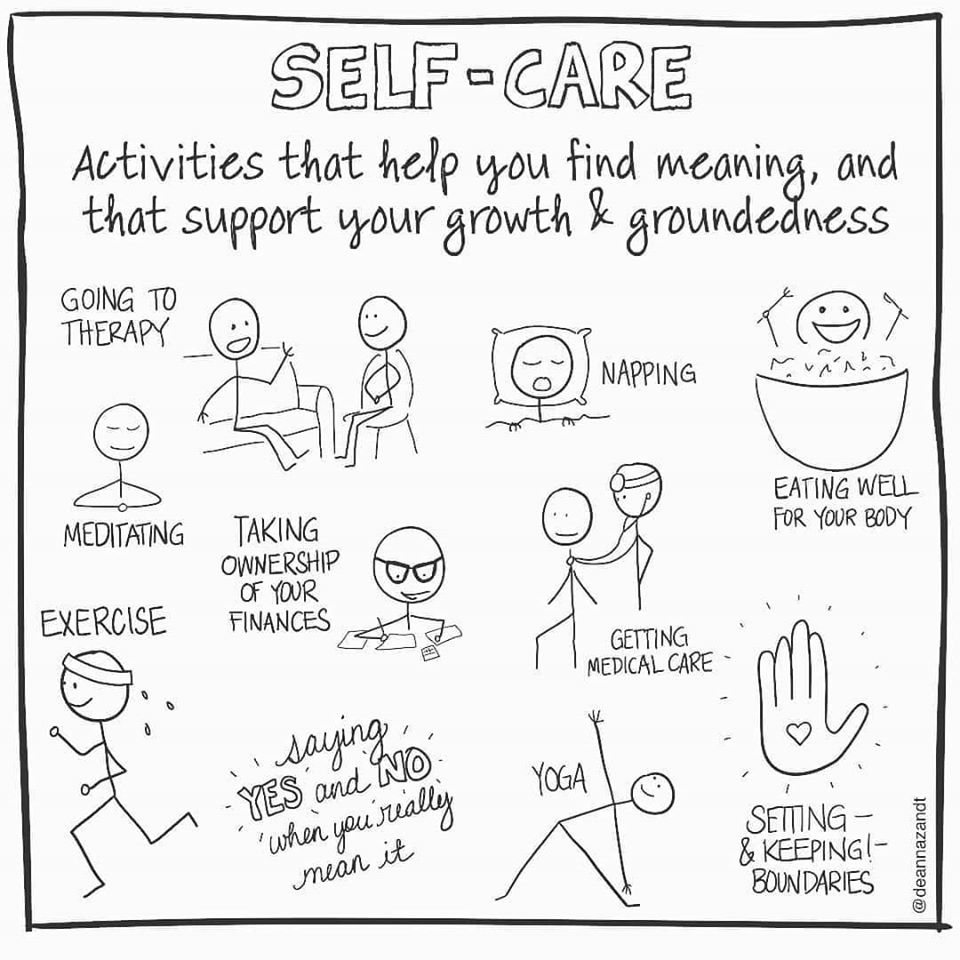 SELF-CARE
Activities that help you find meaning, and
that support your growth & groundedness
GOING TO
THERAPY
NAPPING
EATING WELL
FOR YOUR BODY
MEDITATING
TAKING
OWNERSHIP
OF YOUR
FINANCES
GETTING
MEDICAL CARE
EXERCISE
saying
YES and NO
when you really
mean it
YOGA
SETTING –
& KEEPING! –
BOUNDARIES
@deannazandt